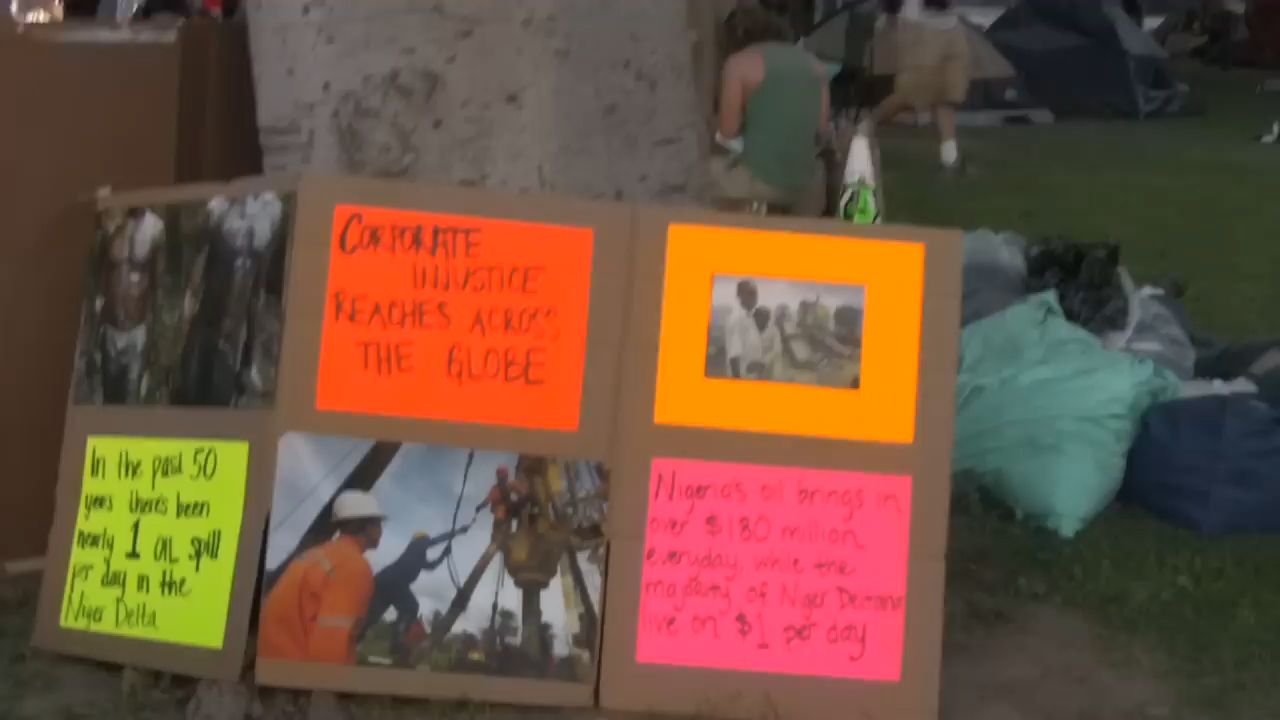 CORPORATE
INJUSTICE
REACHES ACROSS
THE GLOBE
In the past 50
years there's been
nearly 1 OIL spill
per day in the
Niger Delta
Nigeria's oil brings in
over $180 million
everyday, while the
majority of Niger Deltans
live on $1 per day